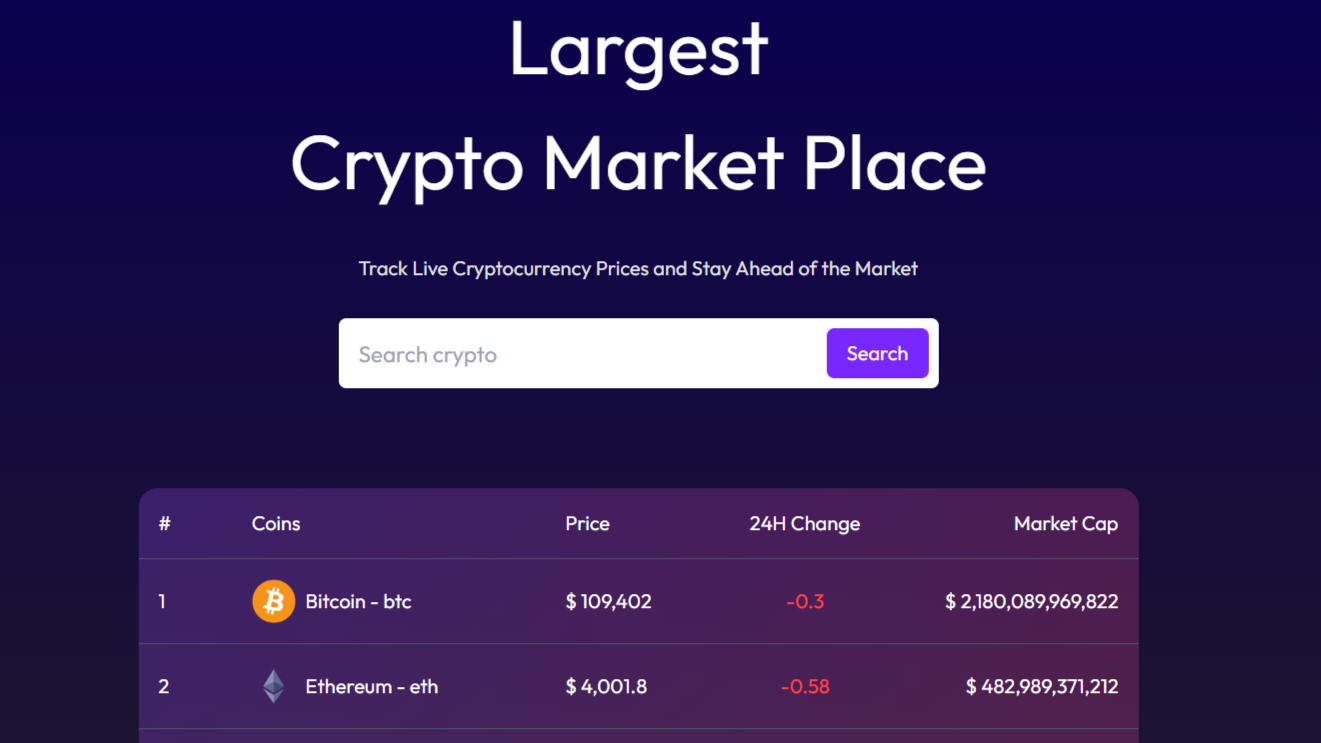 Largest
Crypto Market Place
Track Live Cryptocurrency Prices and Stay Ahead of the Market
Search crypto Search
# Coins Price 24H Change Market Cap
1 Bitcoin - btc $ 109,402 -0.3 $ 2,180,089,969,822
2 Ethereum - eth $ 4,001.8 -0.58 $ 482,989,371,212